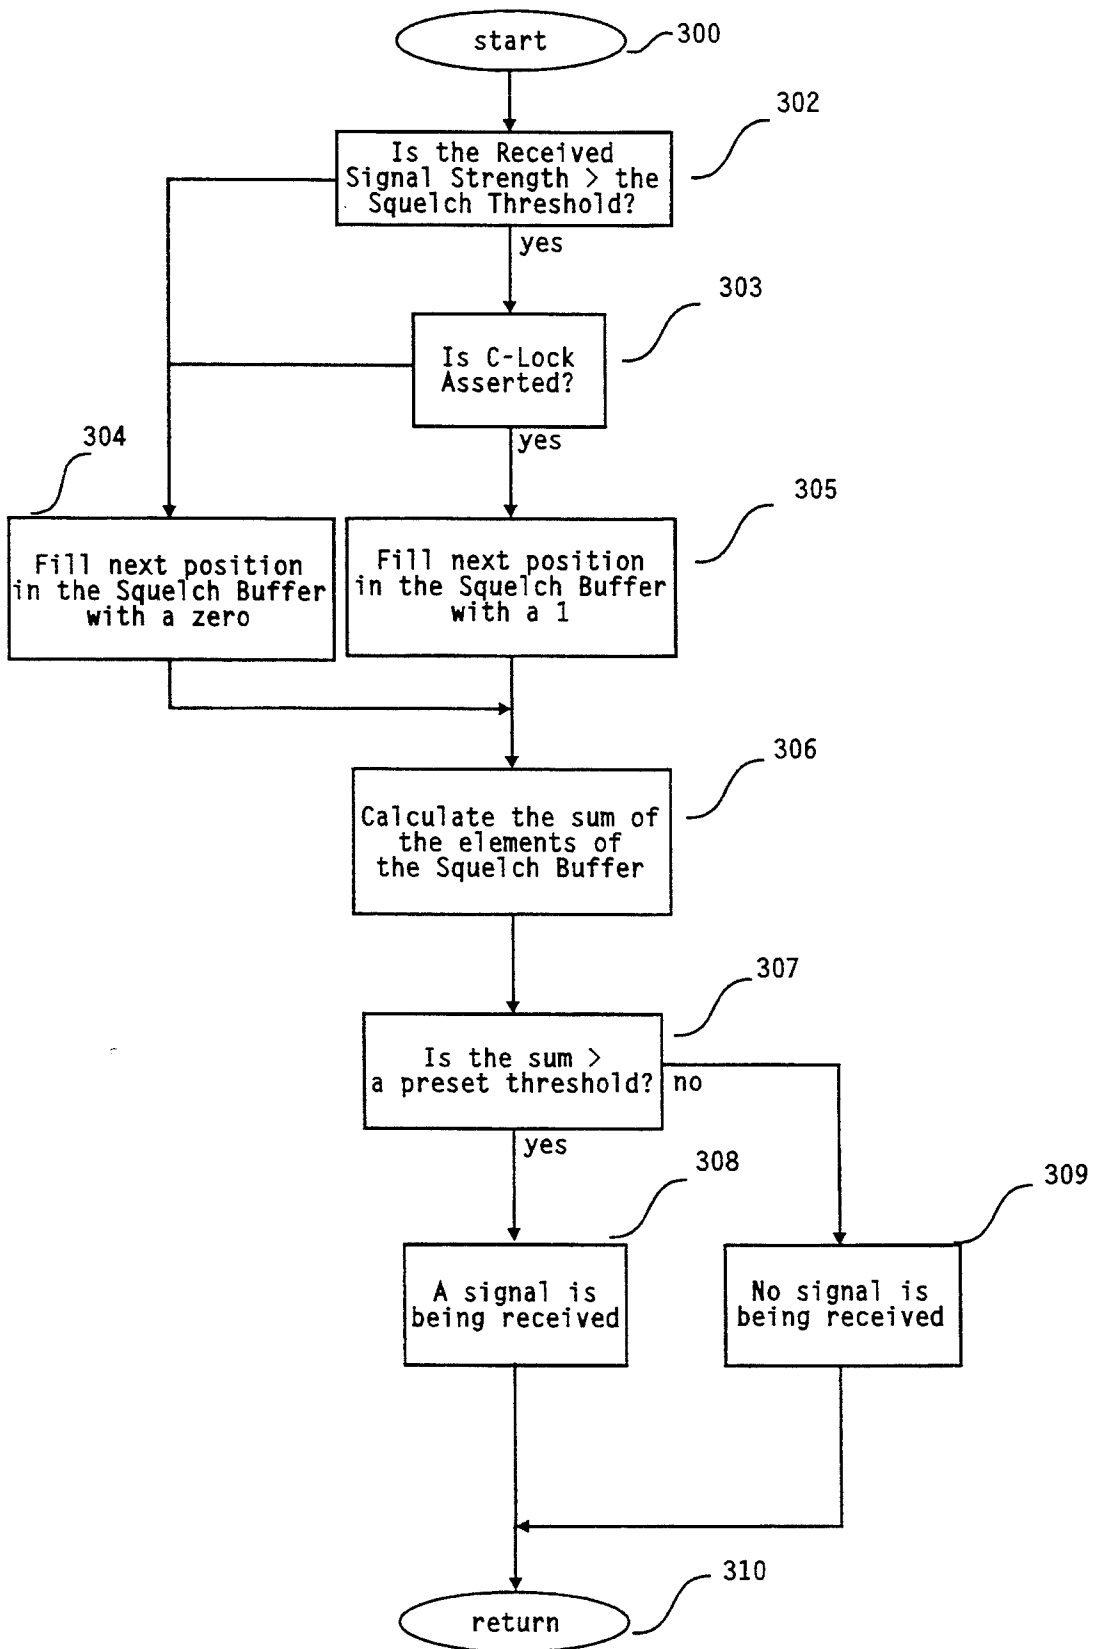 start
300
302
Is the Received
Signal Strength > the
Squelch Threshold?
yes
303
Is C-Lock
Asserted?
yes
304
305
Fill next position
in the Squelch Buffer
with a zero
Fill next position
in the Squelch Buffer
with a 1
306
Calculate the sum of
the elements of
the Squelch Buffer
307
Is the sum >
a preset threshold?
no
yes
308
309
A signal is
being received
No signal is
being received
310
return